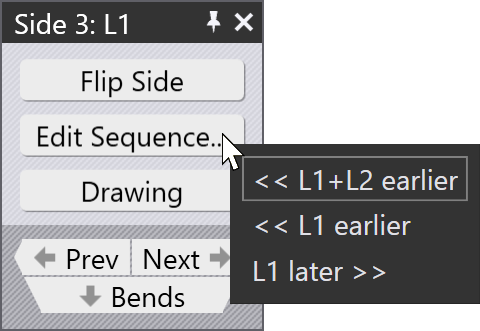 Side 3: L1
Flip Side
Edit Sequence..
Drawing
<< L1+L2 earlier
<< L1 earlier
L1 later >>
Prev
Next
Bends